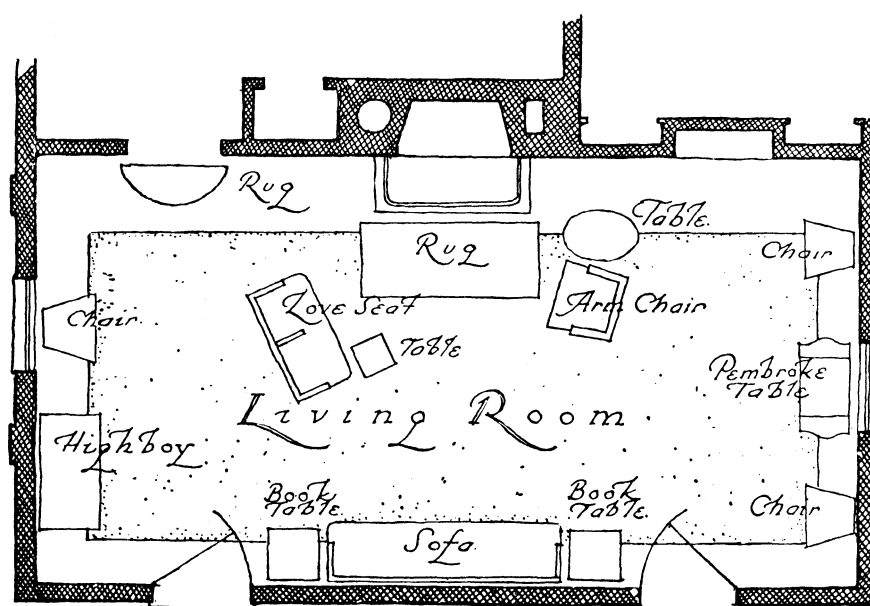 Rug
Table.
Rug
Chair
Love Seat
Arm Chair
Chair
Table
Pembroke
Table
Living Room
Highboy.
Book
Table.
Book
Table.
Chair
Sofa.